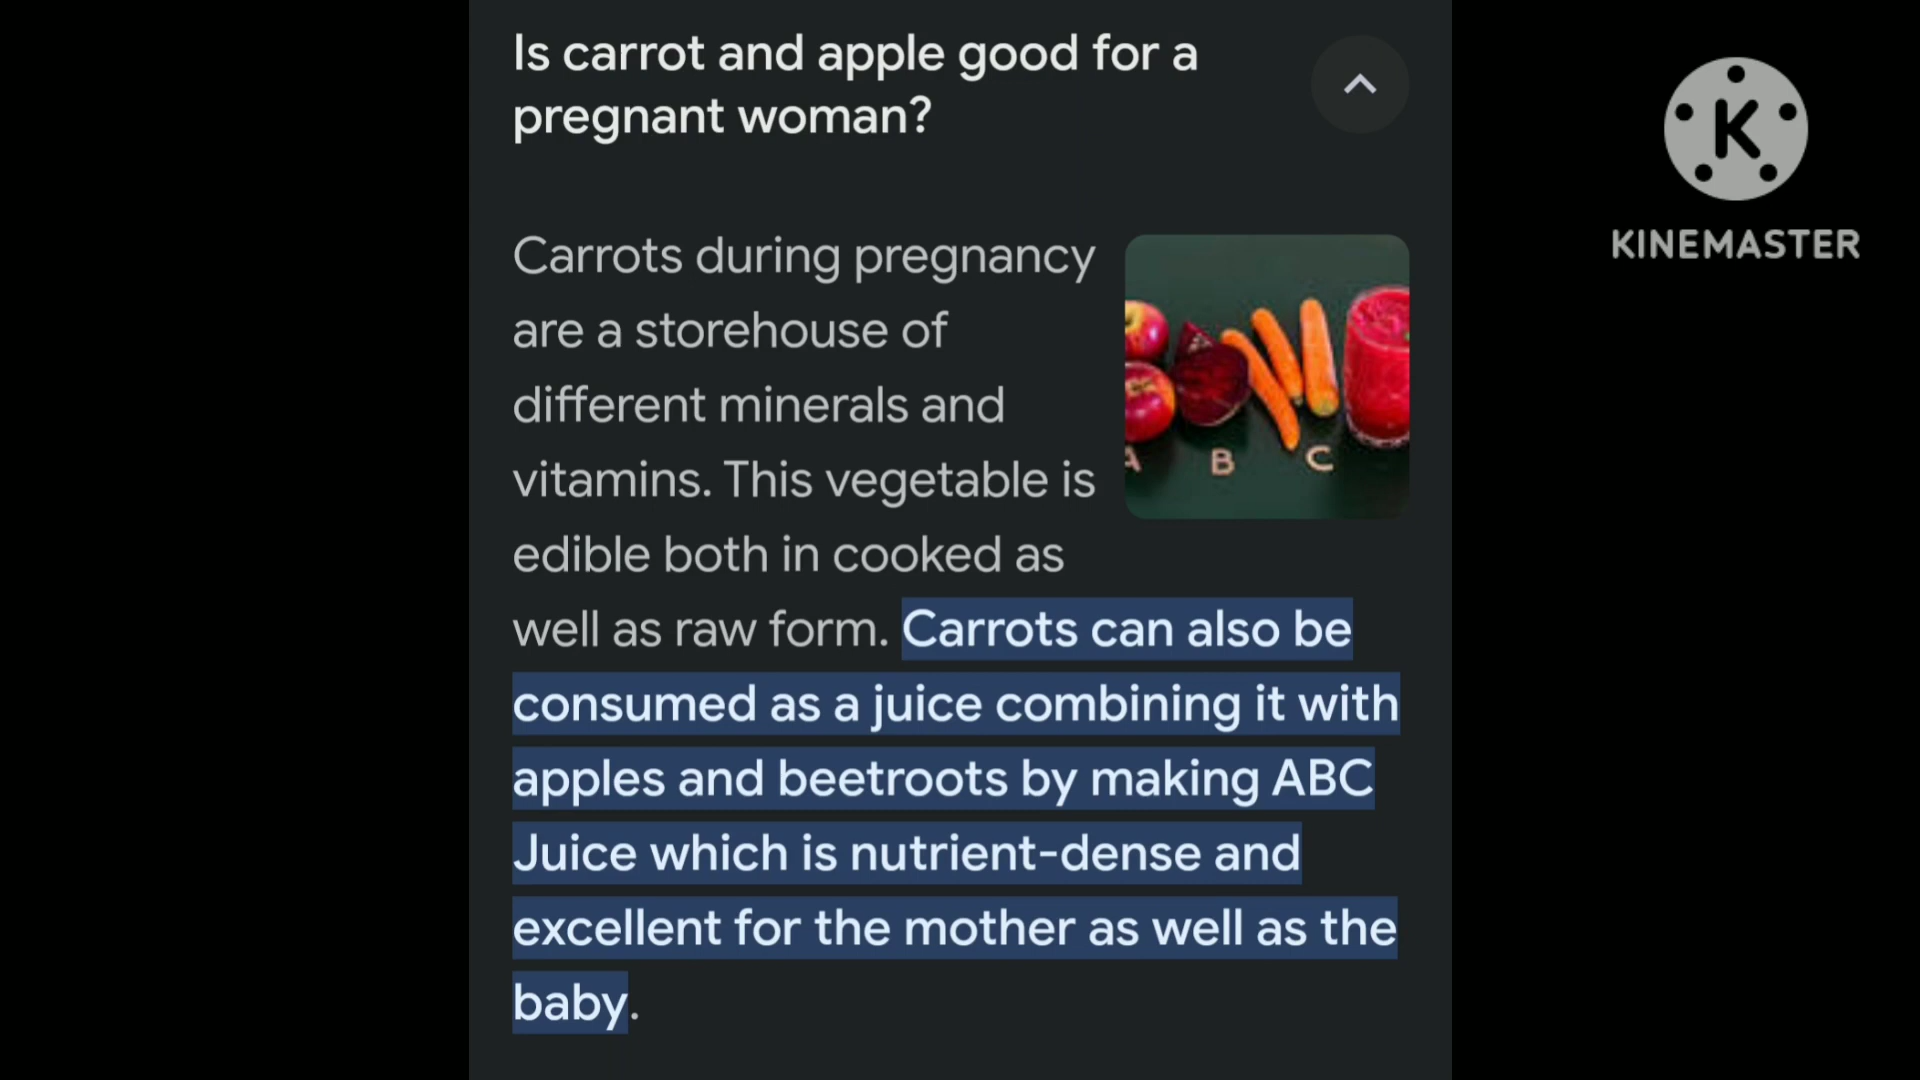 Is carrot and apple good for a
pregnant woman?
Carrots during pregnancy
are a storehouse of
different minerals and
vitamins. This vegetable is
edible both in cooked as
well as raw form. Carrots can also be
consumed as a juice combining it with
apples and beetroots by making ABC
Juice which is nutrient-dense and
excellent for the mother as well as the
baby.
A B C
K
KINEMASTER